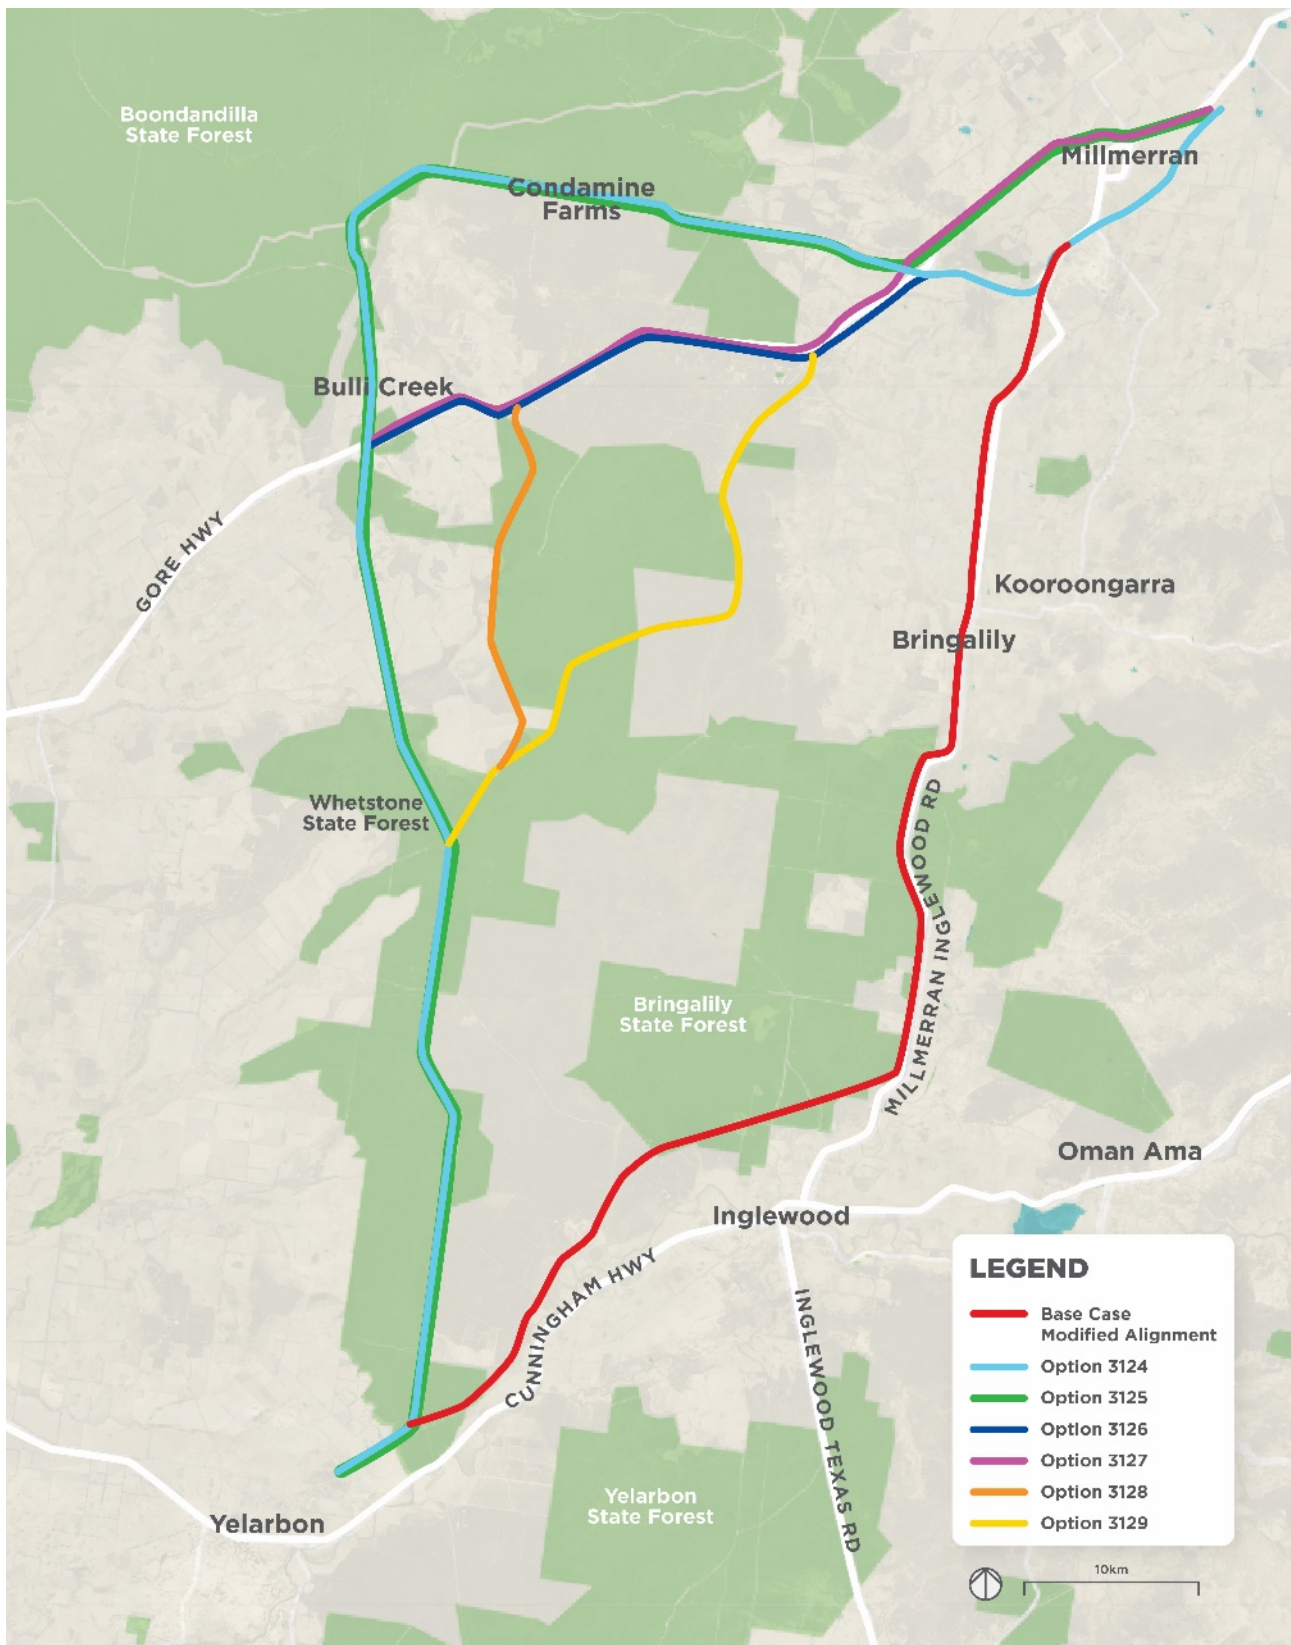 Boondandilla
State Forest
Millmerran
Condamine
Farms
Bulli Creek
GORE HWY
Kooroongarra
Bringalily
Whetstone
State Forest
MILLMERRAN INGLEWOOD RD
Bringalily
State Forest
Oman Ama
Inglewood
CUNNINGHAM HWY
INGLEWOOD TEXAS RD
Yelarbon
State Forest
Yelarbon
LEGEND
Base Case
Modified Alignment
Option 3124
Option 3125
Option 3126
Option 3127
Option 3128
Option 3129
10km